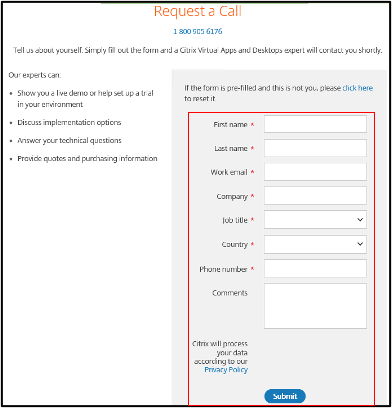 Request a Call
1 800 905 6176
Tell us about yourself. Simply fill out the form and a Citrix Virtual Apps and Desktops expert will contact you shortly.
Our experts can:
• Show you a live demo or help set up a trial
in your environment
• Discuss implementation options
• Answer your technical questions
• Provide quotes and purchasing information
If the form is pre-filled and this is not you, please click here
to reset it.
First name *
Last name *
Work email *
Company *
Job title *
Country *
Phone number *
Comments
Citrix will process
your data
according to our
Privacy Policy
Submit